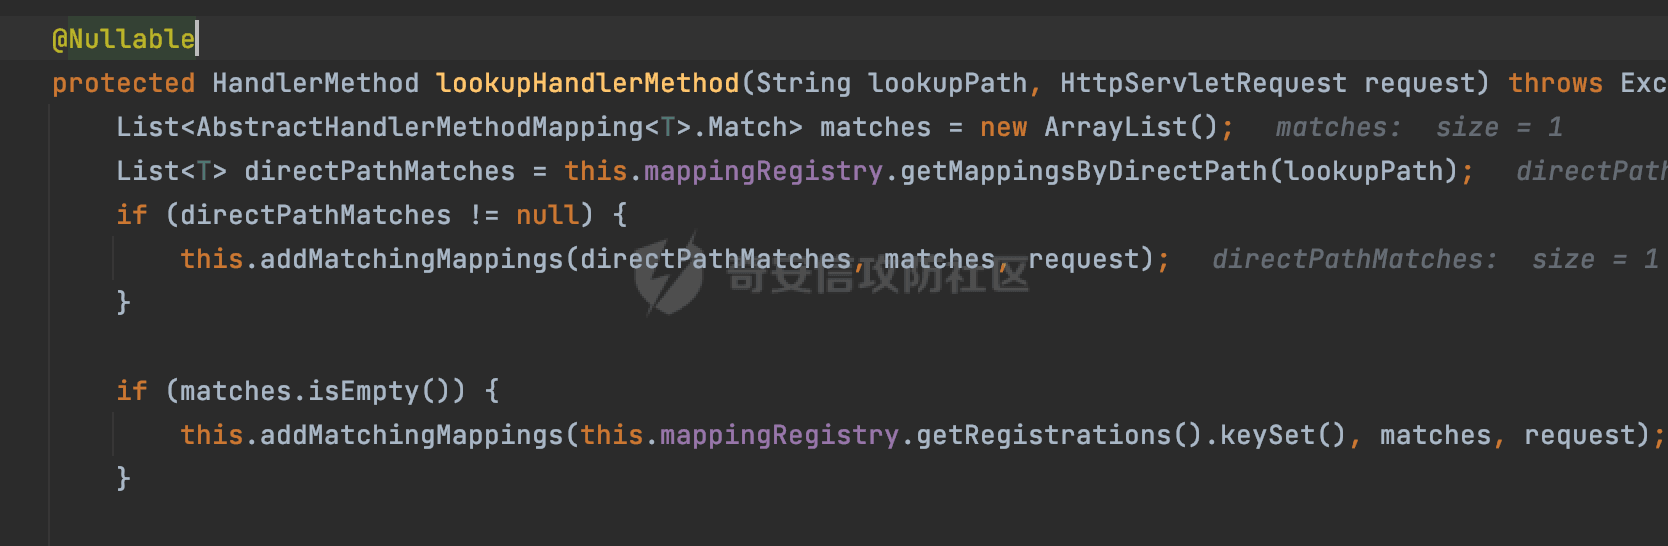 @Nullable
protected HandlerMethod lookupHandlerMethod(String lookupPath, HttpServletRequest request) throws Exc
List<AbstractHandlerMethodMapping<T>.Match> matches = new ArrayList(); matches: size = 1
List<T> directPathMatches = this.mappingRegistry.getMappingsByDirectPath(lookupPath); directPath
if (directPathMatches != null) {
this.addMatchingMappings(directPathMatches, matches, request); directPathMatches: size = 1
奇安信攻防社区
}
if (matches.isEmpty()) {
this.addMatchingMappings(this.mappingRegistry.getRegistrations().keySet(), matches, request);
}